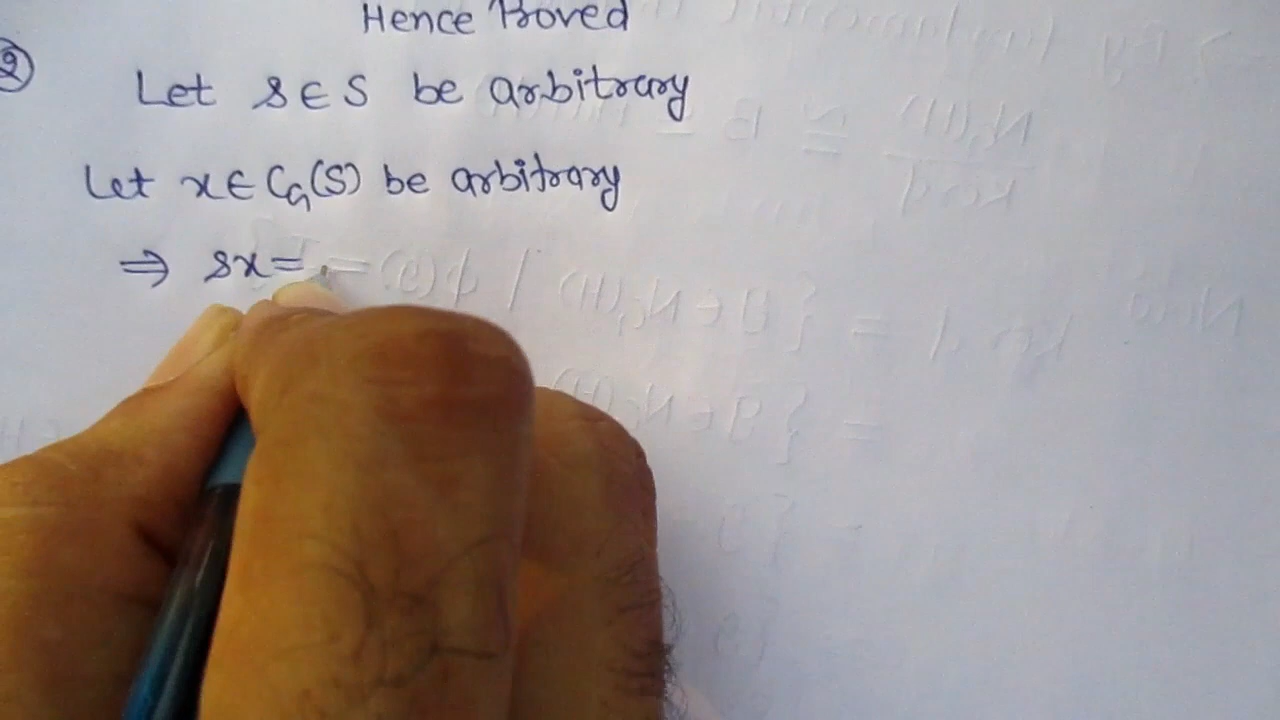 Hence Proved
② Let s ∈ S be arbitrary
Let x ∈ C_G(S) be arbitrary
⇒ sx =